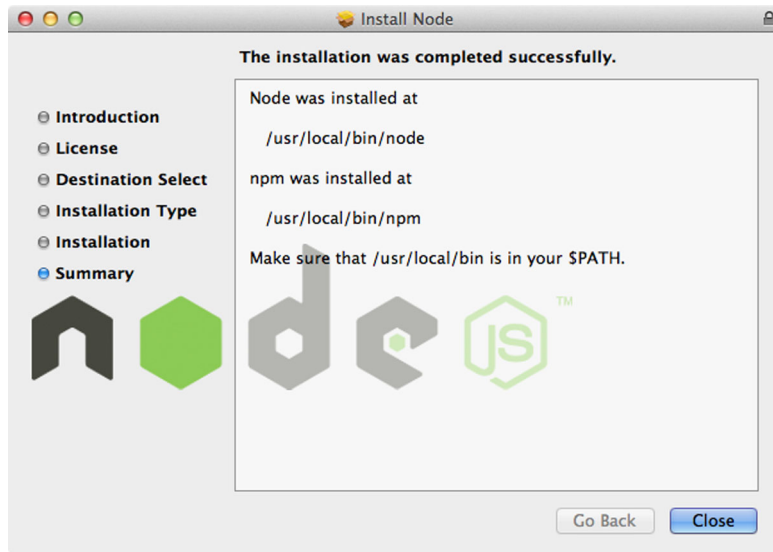 Install Node
The installation was completed successfully.
Introduction
License
Destination Select
Installation Type
Installation
Summary
Node was installed at
/usr/local/bin/node
npm was installed at
/usr/local/bin/npm
Make sure that /usr/local/bin is in your $PATH.
node JS™
Go Back
Close